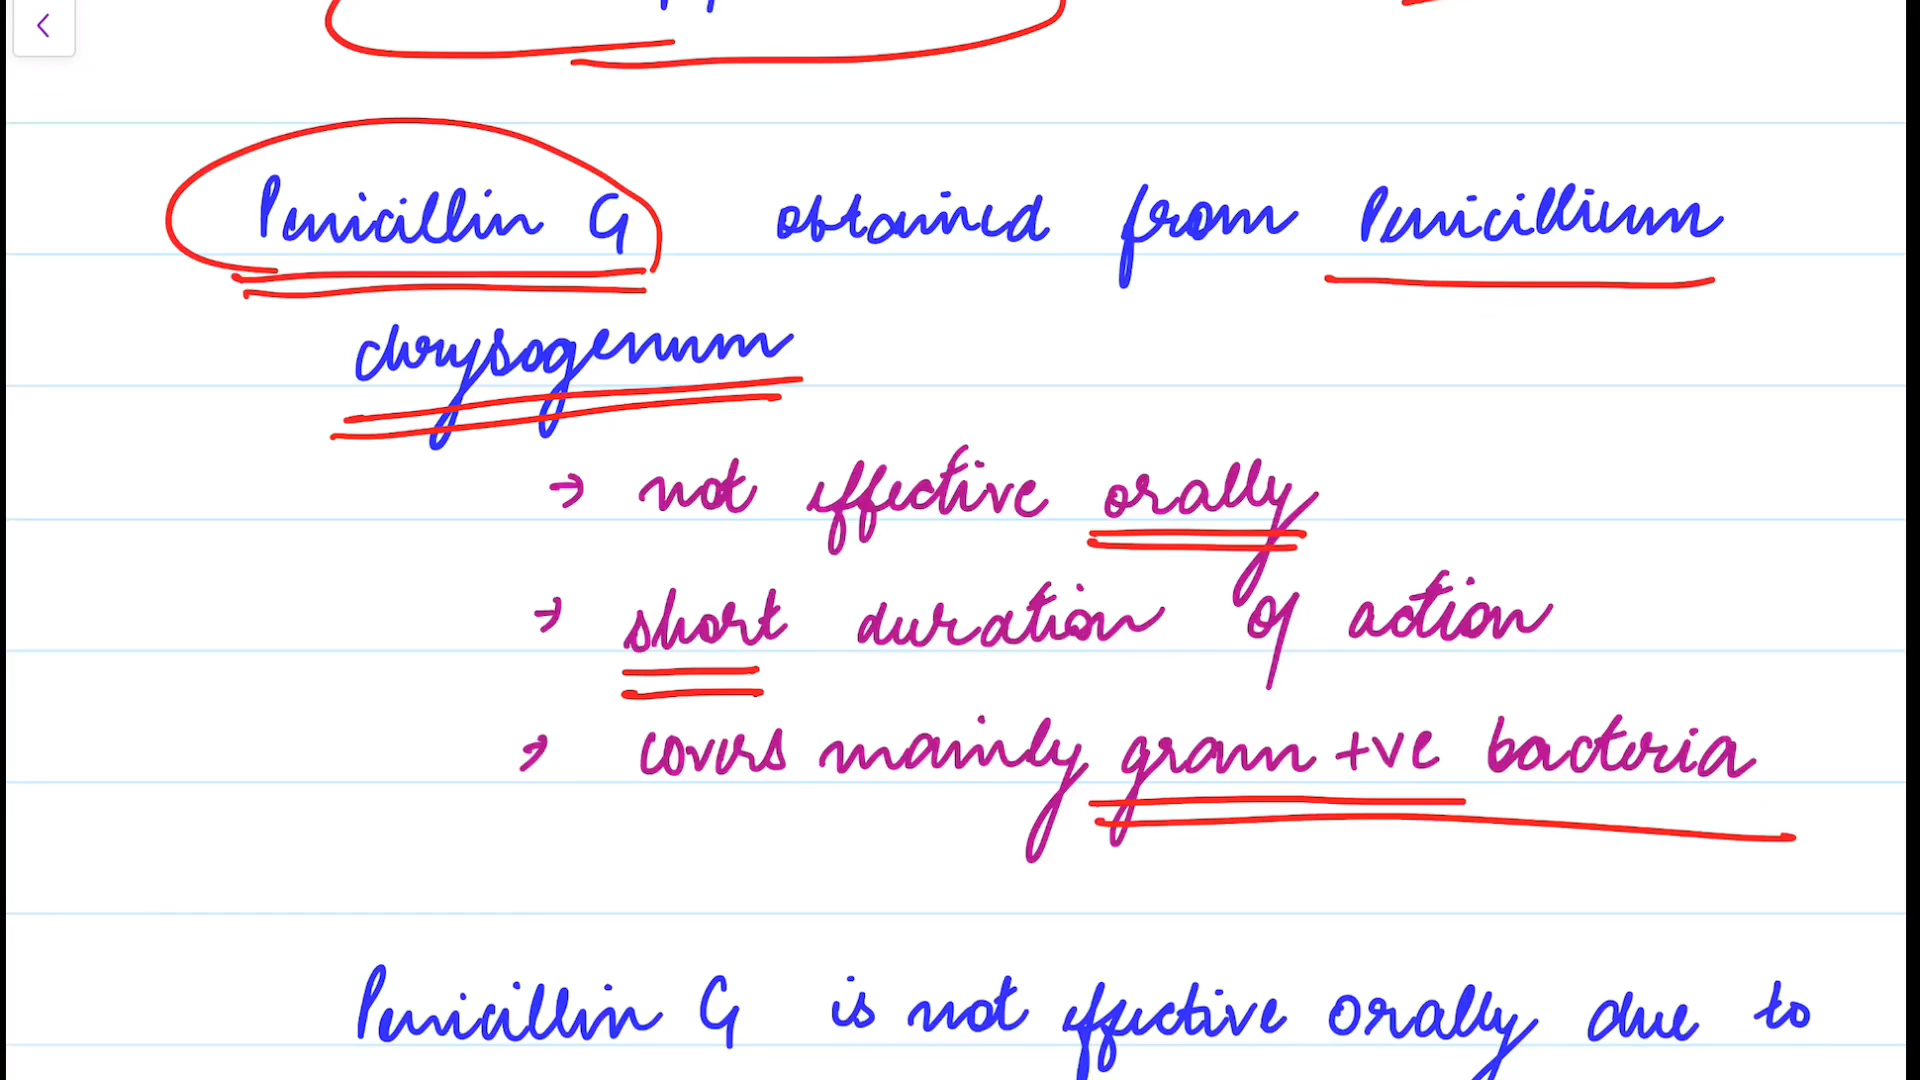 Penicillin G obtained from Penicillium
chrysogenum
→ not effective orally
→ short duration of action
→ covers mainly gram +ve bacteria
Penicillin G is not effective orally due to